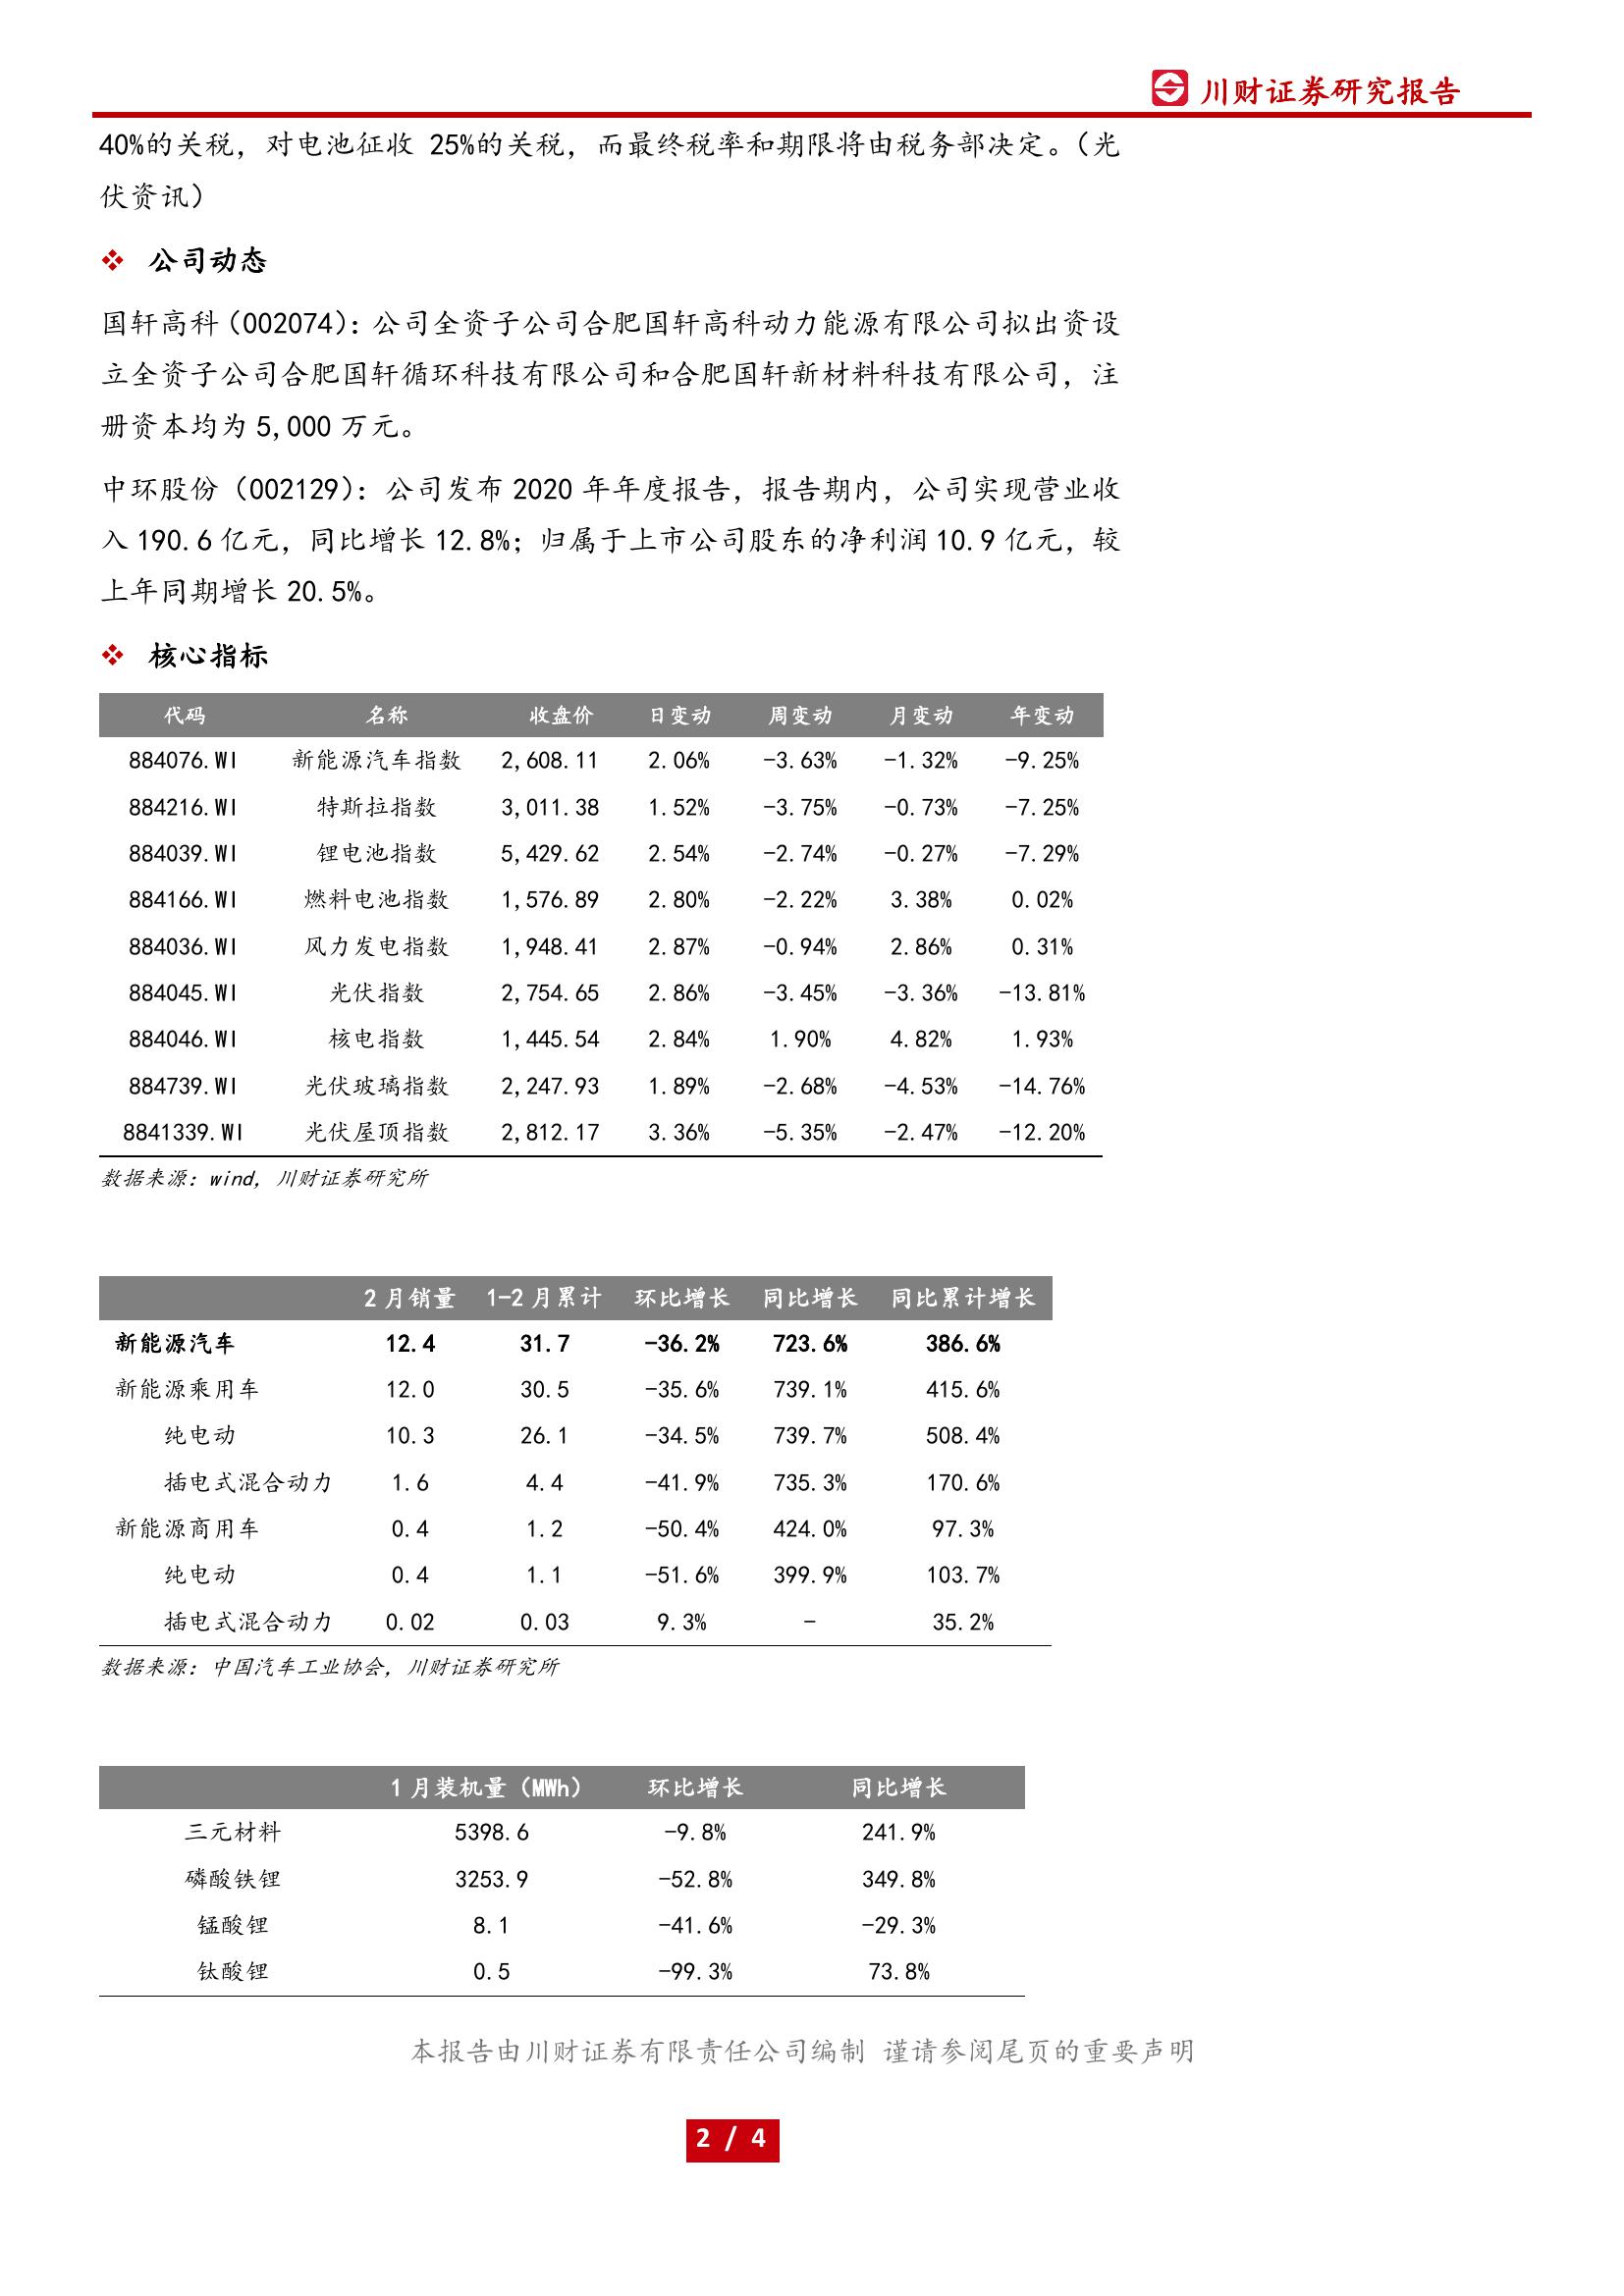 川财证券研究报告
40%的关税，对电池征收 25%的关税，而最终税率和期限将由税务部决定。（光
伏资讯）
❖ 公司动态
国轩高科（002074）：公司全资子公司合肥国轩高科动力能源有限公司拟出资设
立全资子公司合肥国轩循环科技有限公司和合肥国轩新材料科技有限公司，注
册资本均为 5,000 万元。
中环股份（002129）：公司发布 2020 年年度报告，报告期内，公司实现营业收
入 190.6 亿元，同比增长 12.8%；归属于上市公司股东的净利润 10.9 亿元，较
上年同期增长 20.5%。
❖ 核心指标
代码 名称 收盘价 日变动 周变动 月变动 年变动
884076.WI 新能源汽车指数 2,608.11 2.06% -3.63% -1.32% -9.25%
884216.WI 特斯拉指数 3,011.38 1.52% -3.75% -0.73% -7.25%
884039.WI 锂电池指数 5,429.62 2.54% -2.74% -0.27% -7.29%
884166.WI 燃料电池指数 1,576.89 2.80% -2.22% 3.38% 0.02%
884036.WI 风力发电指数 1,948.41 2.87% -0.94% 2.86% 0.31%
884045.WI 光伏指数 2,754.65 2.86% -3.45% -3.36% -13.81%
884046.WI 核电指数 1,445.54 2.84% 1.90% 4.82% 1.93%
884739.WI 光伏玻璃指数 2,247.93 1.89% -2.68% -4.53% -14.76%
8841339.WI 光伏屋顶指数 2,812.17 3.36% -5.35% -2.47% -12.20%
数据来源：wind，川财证券研究所
2 月销量 1-2 月累计 环比增长 同比增长 同比累计增长
新能源汽车 12.4 31.7 -36.2% 723.6% 386.6%
新能源乘用车 12.0 30.5 -35.6% 739.1% 415.6%
纯电动 10.3 26.1 -34.5% 739.7% 508.4%
插电式混合动力 1.6 4.4 -41.9% 735.3% 170.6%
新能源商用车 0.4 1.2 -50.4% 424.0% 97.3%
纯电动 0.4 1.1 -51.6% 399.9% 103.7%
插电式混合动力 0.02 0.03 9.3% - 35.2%
数据来源：中国汽车工业协会，川财证券研究所
1 月装机量（MWh） 环比增长 同比增长
三元材料 5398.6 -9.8% 241.9%
磷酸铁锂 3253.9 -52.8% 349.8%
锰酸锂 8.1 -41.6% -29.3%
钛酸锂 0.5 -99.3% 73.8%
本报告由川财证券有限责任公司编制 谨请参阅尾页的重要声明
2 / 4